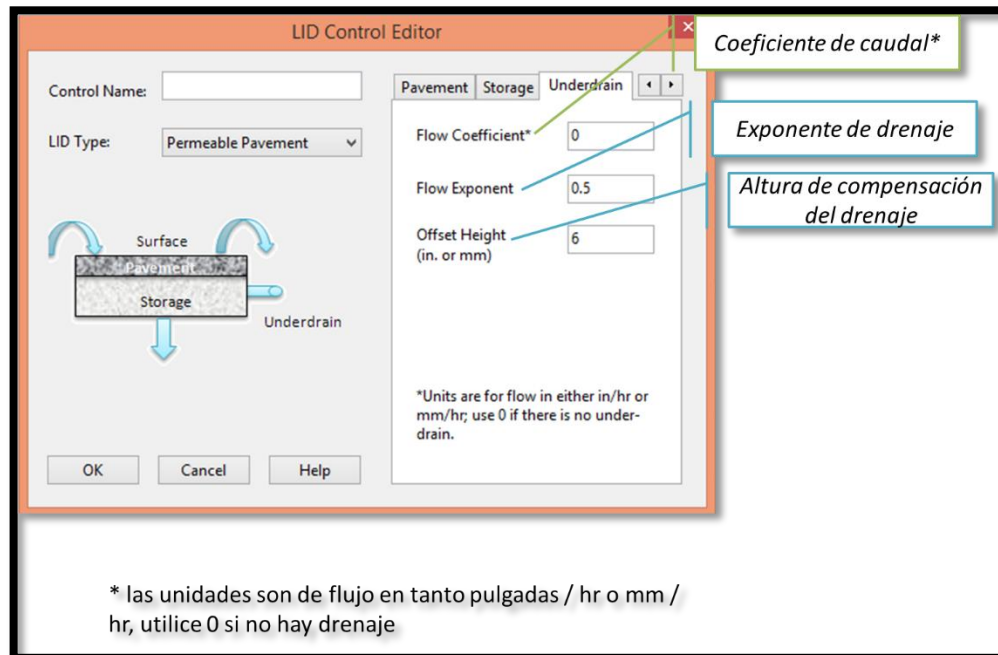 LID Control Editor
Coeficiente de caudal*
Control Name:
Pavement Storage Underdrain
LID Type:
Permeable Pavement
Flow Coefficient*
0
Exponente de drenaje
Flow Exponent
0.5
Altura de compensación
del drenaje
Offset Height
(in. or mm)
6
Surface
Pavement
Storage
Underdrain
*Units are for flow in either in/hr or
mm/hr; use 0 if there is no under-
drain.
OK Cancel Help
* las unidades son de flujo en tanto pulgadas / hr o mm /
hr, utilice 0 si no hay drenaje